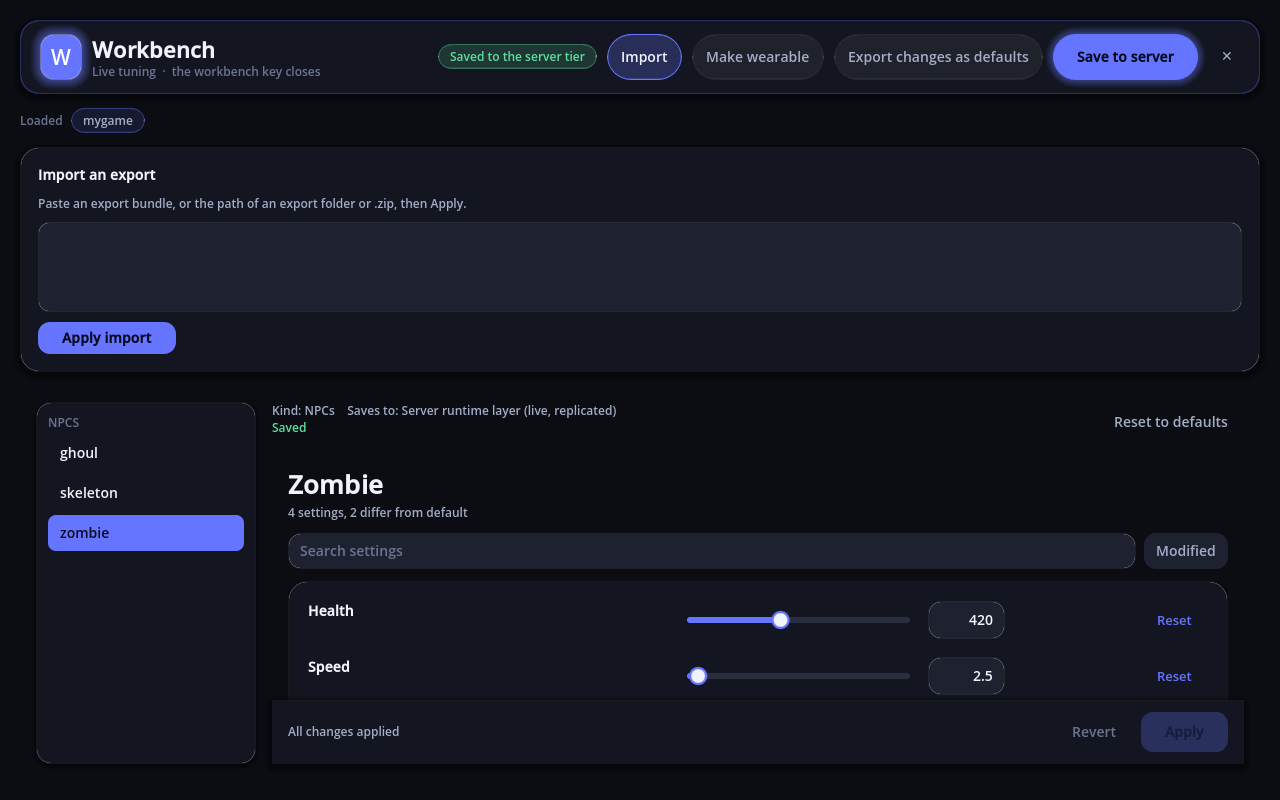 W
Workbench
Live tuning · the workbench key closes
Saved to the server tier
Import
Make wearable
Export changes as defaults
Save to server
×
Loaded
mygame
Import an export
Paste an export bundle, or the path of an export folder or .zip, then Apply.
Apply import
NPCS
ghoul
skeleton
zombie
Kind: NPCs Saves to: Server runtime layer (live, replicated)
Saved
Reset to defaults
Zombie
4 settings, 2 differ from default
Search settings
Modified
Health
420
Reset
Speed
2.5
Reset
All changes applied
Revert
Apply